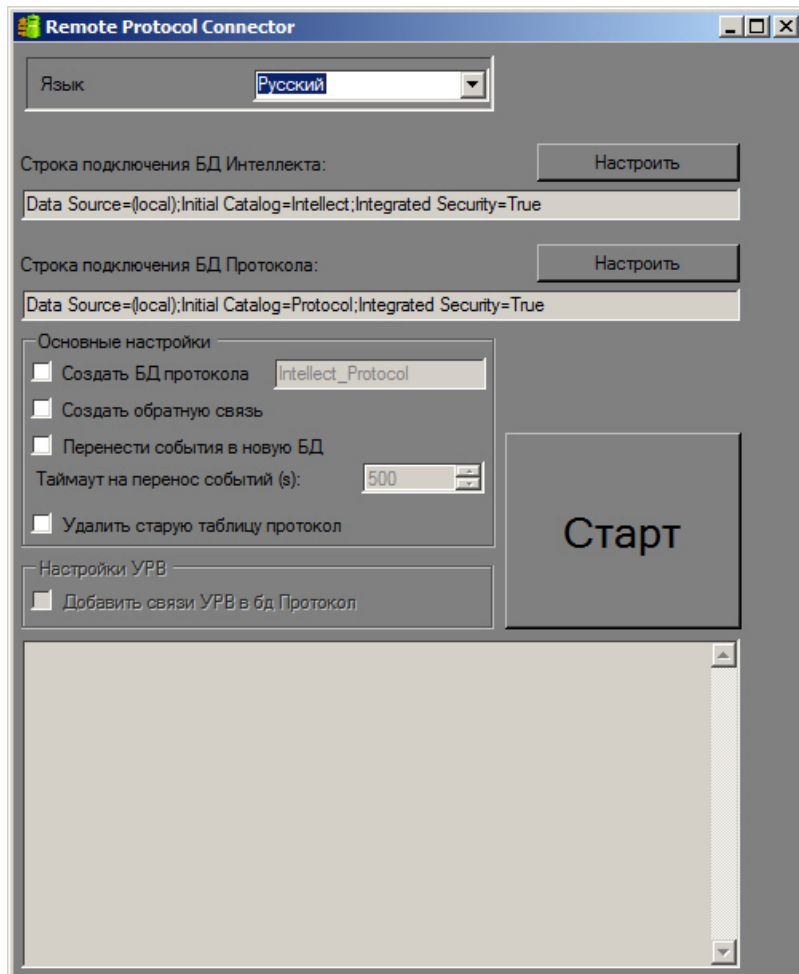 Remote Protocol Connector
Язык
Русский
Строка подключения БД Интеллекта:
Настроить
Data Source=(local);Initial Catalog=Intellect;Integrated Security=True
Строка подключения БД Протокола:
Настроить
Data Source=(local);Initial Catalog=Protocol;Integrated Security=True
Основные настройки
Создать БД протокола
Intellect_Protocol
Создать обратную связь
Перенести события в новую БД
Таймаут на перенос событий (s):
500
Удалить старую таблицу протокол
Старт
Настройки УРВ
Добавить связи УРВ в бд Протокол